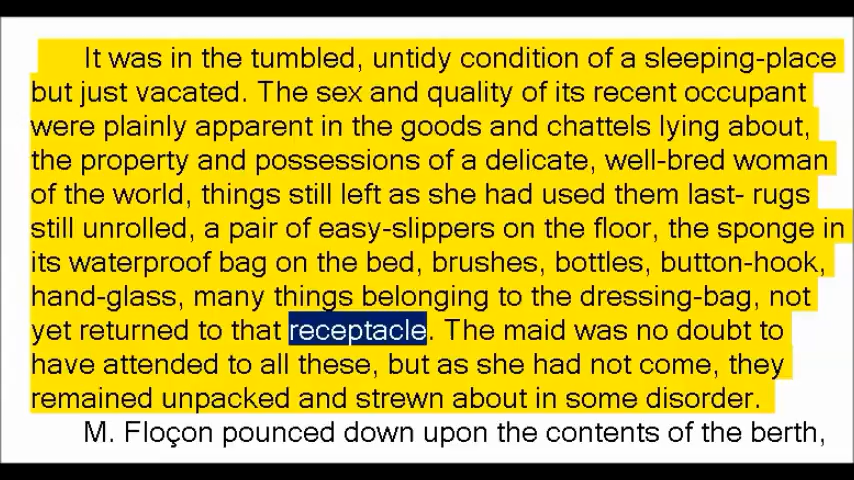 It was in the tumbled, untidy condition of a sleeping-place
but just vacated. The sex and quality of its recent occupant
were plainly apparent in the goods and chattels lying about,
the property and possessions of a delicate, well-bred woman
of the world, things still left as she had used them last- rugs
still unrolled, a pair of easy-slippers on the floor, the sponge in
its waterproof bag on the bed, brushes, bottles, button-hook,
hand-glass, many things belonging to the dressing-bag, not
yet returned to that receptacle. The maid was no doubt to
have attended to all these, but as she had not come, they
remained unpacked and strewn about in some disorder.
M. Floçon pounced down upon the contents of the berth,